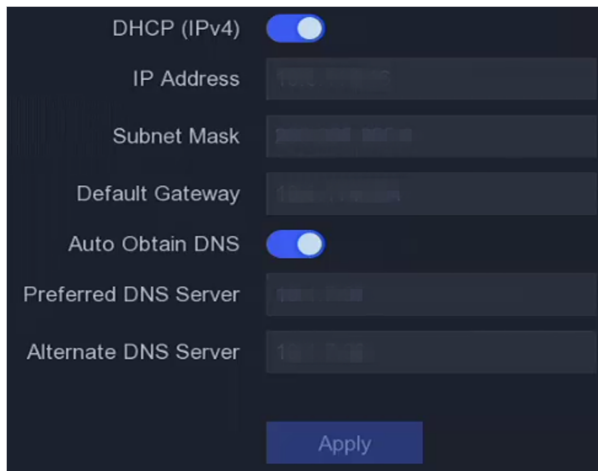 DHCP (IPv4)
IP Address
Subnet Mask
Default Gateway
Auto Obtain DNS
Preferred DNS Server
Alternate DNS Server
Apply